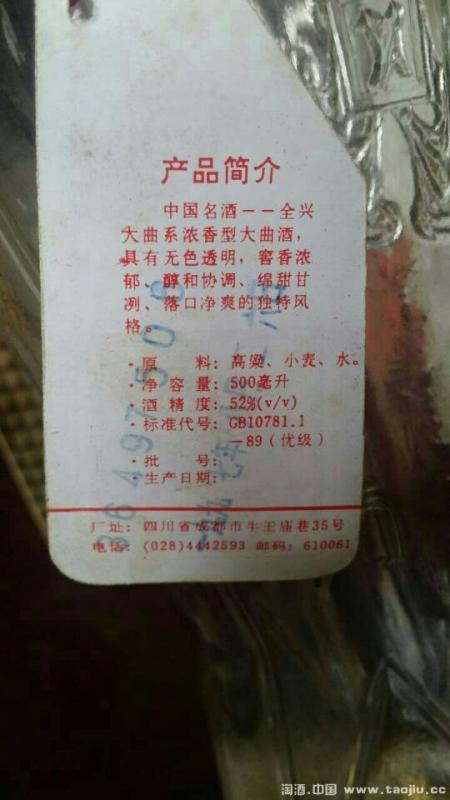 产品简介
中国名酒——全兴
大曲系浓香型大曲酒,
具有无色透明,窖香浓
郁、醇和协调、绵甜甘
冽、落口净爽的独特风
格。
·原 料:高粱、小麦、水。
·净 容 量:500毫升
·酒 精 度:52%(v/v)
·标准代号:GB10781.1
-89(优级)
·批 号:
·生产日期:
厂址:四川省成都市牛王庙巷35号
电话:(028)4442593 邮码:610061
淘酒.中国 www.taojiu.cc